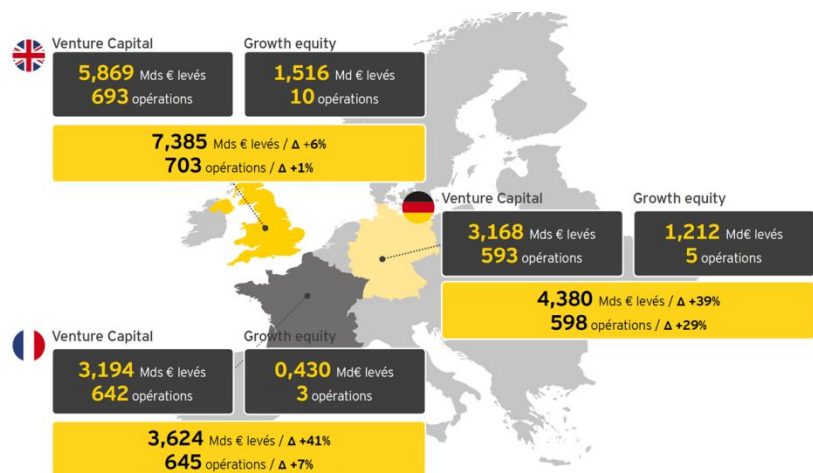 Venture Capital
5,869 Mds € levés
693 opérations
Growth equity
1,516 Md € levés
10 opérations
7,385 Mds € levés / Δ +6%
703 opérations / Δ +1%
Venture Capital
3,168 Mds € levés
593 opérations
Growth equity
1,212 Md€ levés
5 opérations
4,380 Mds € levés / Δ +39%
598 opérations / Δ +29%
Venture Capital
3,194 Mds € levés
642 opérations
Growth equity
0,430 Md€ levés
3 opérations
3,624 Mds € levés / Δ +41%
645 opérations / Δ +7%